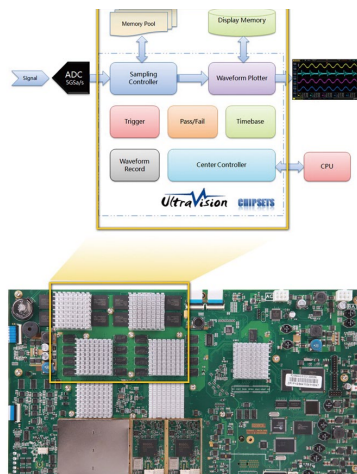 Memory Pool
Display Memory
Signal
ADC
5GSa/s
Sampling
Controller
Waveform Plotter
Trigger
Pass/Fail
Timebase
Waveform
Record
Center Controller
CPU
UltraVision CHIPSETS